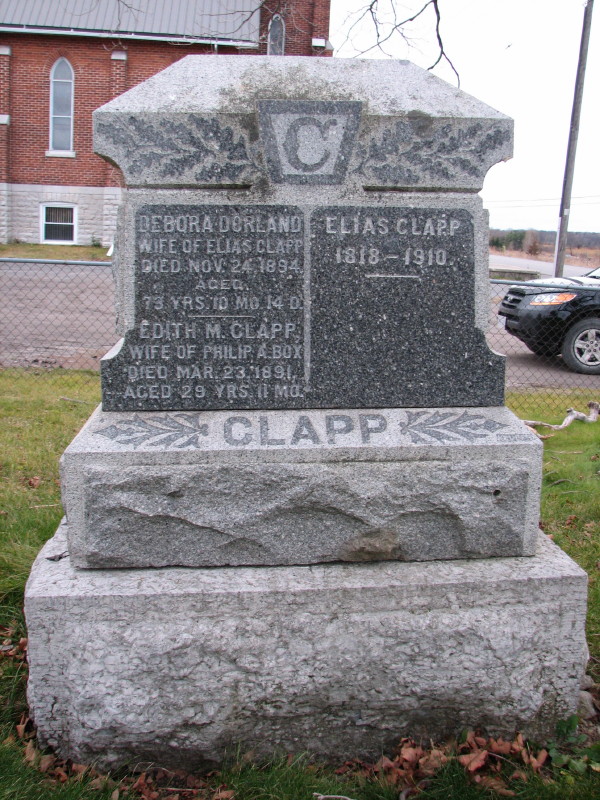 C
DEBORA DORLAND
WIFE OF ELIAS CLAPP
DIED NOV. 24, 1894,
AGED.
73 YRS. 10 MO. 14 D.
EDITH M. CLAPP.
WIFE OF PHILIP A. BOX
DIED MAR. 23, 1891,
AGED 29 YRS. 11 MO.
ELIAS CLAPP
1818 - 1910.
CLAPP